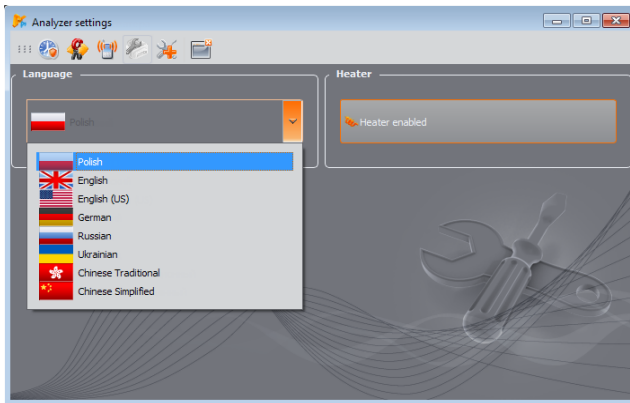 Analyzer settings
Language
Heater
Polish
Heater enabled
Polish
English
English (US)
German
Russian
Ukrainian
Chinese Traditional
Chinese Simplified